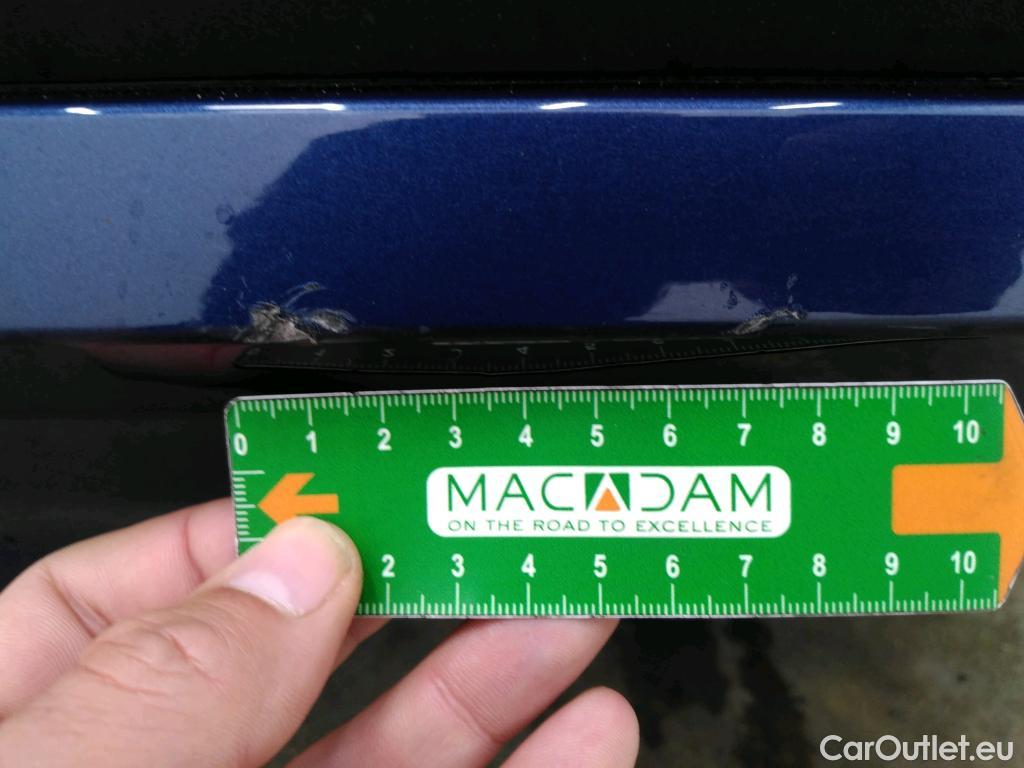 0 1 2 3 4 5 6 7 8 9 10
MACADAM
ON THE ROAD TO EXCELLENCE
2 3 4 5 6 7 8 9 10
CarOutlet.eu